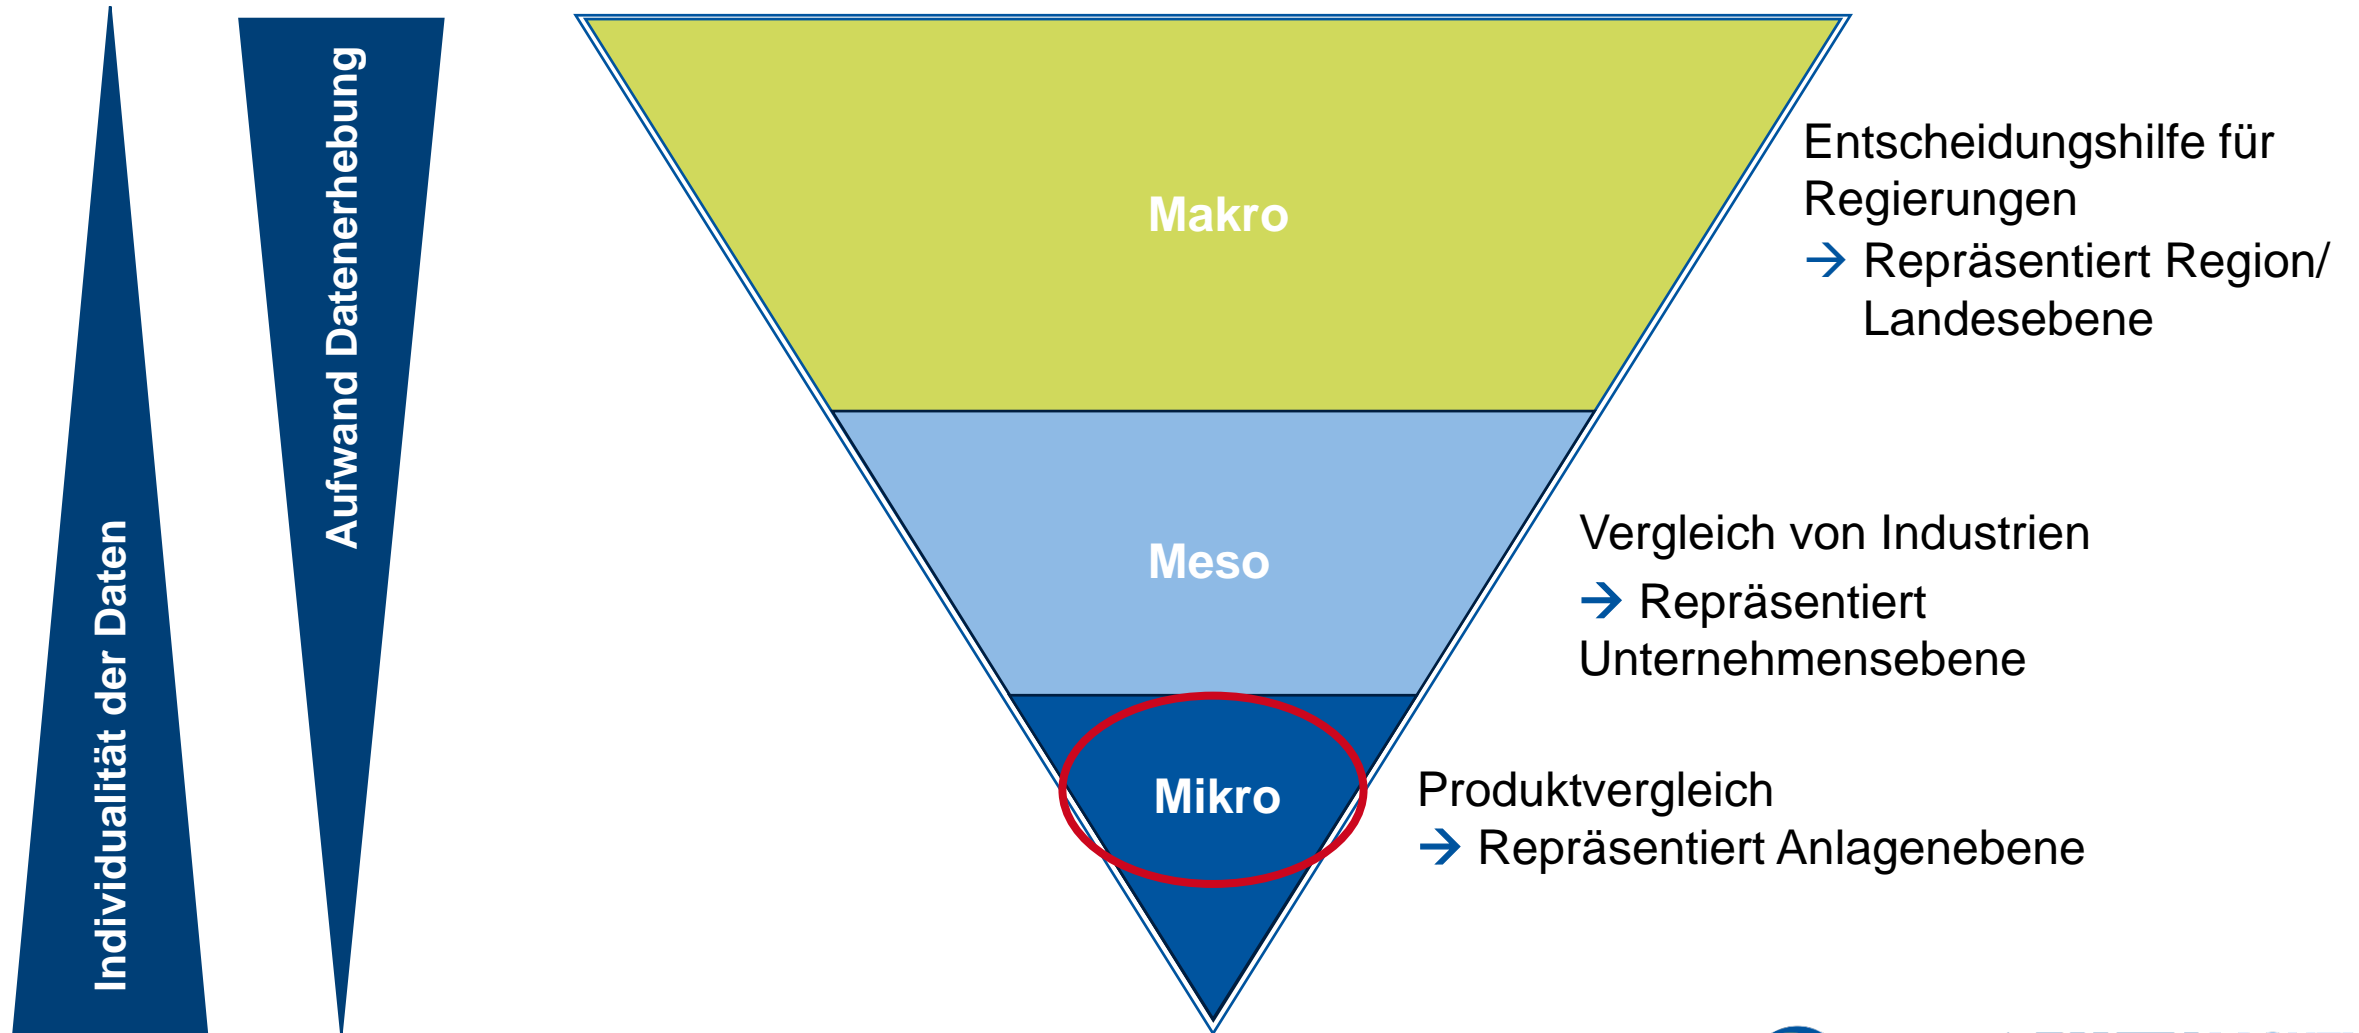 Individualität der Daten
Aufwand Datenerhebung
Makro
Entscheidungshilfe für
Regierungen
→ Repräsentiert Region/
Landesebene
Meso
Vergleich von Industrien
→ Repräsentiert
Unternehmensebene
Mikro
Produktvergleich
→ Repräsentiert Anlagenebene